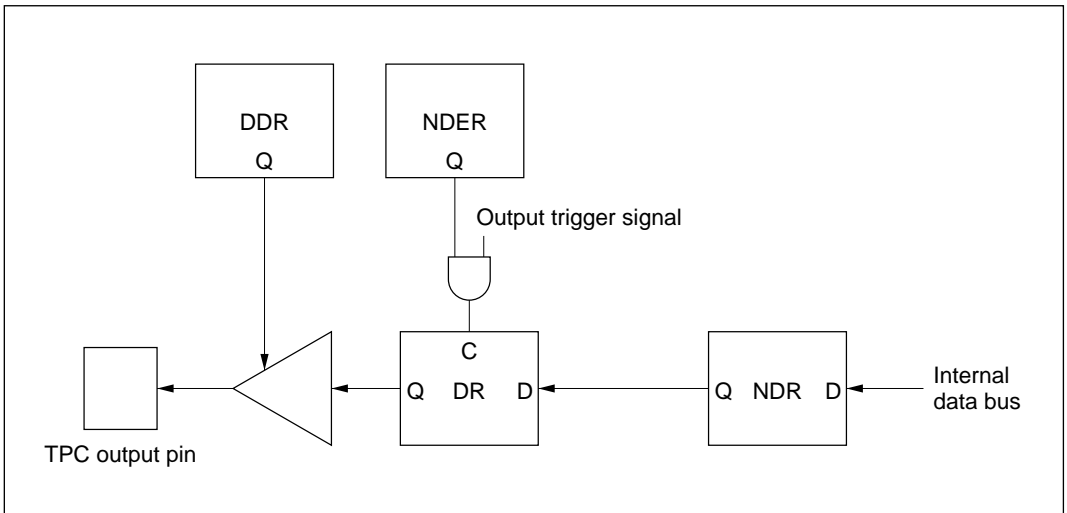 DDR
Q
NDER
Q
Output trigger signal
C
Q DR D
Q NDR D
Internal
data bus
TPC output pin